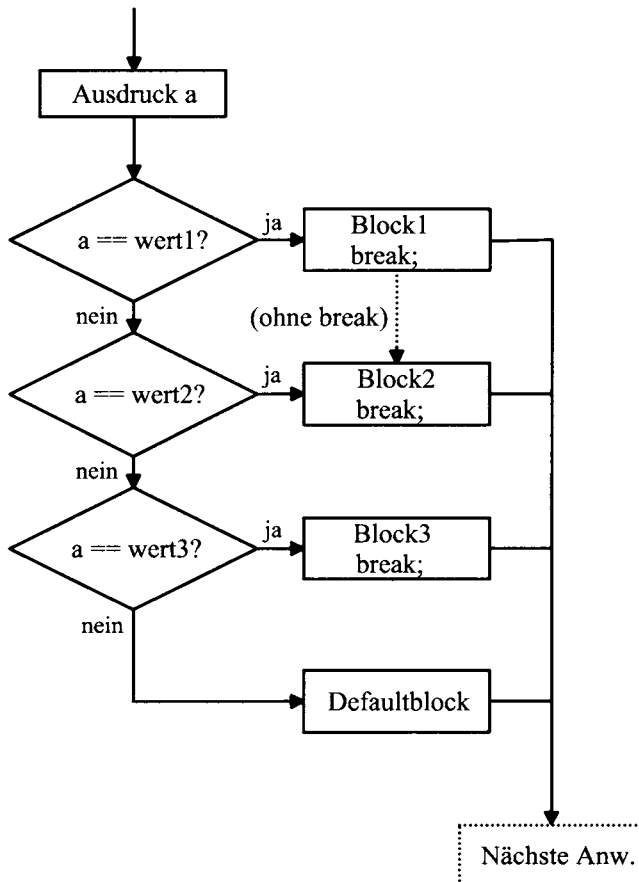 Ausdruck a
a == wert1?
ja
Block1
break;
nein
(ohne break)
a == wert2?
ja
Block2
break;
nein
a == wert3?
ja
Block3
break;
nein
Defaultblock
Nächste Anw.